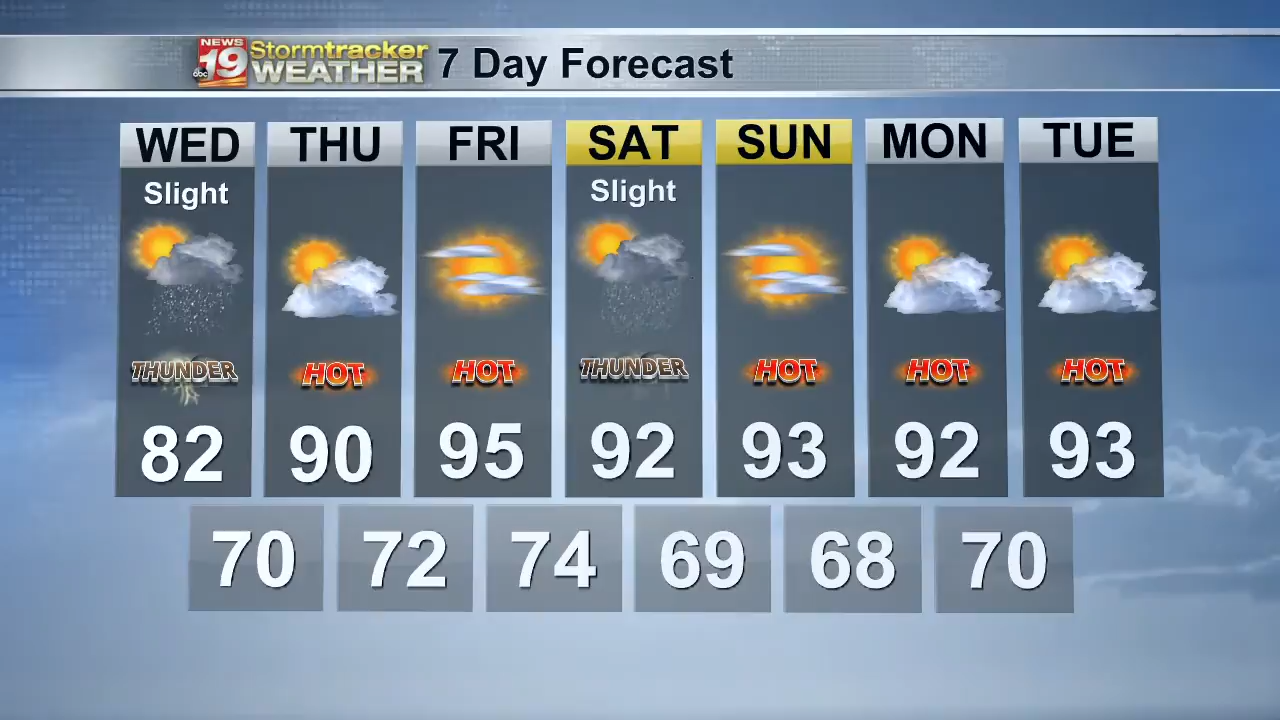 NEWS
abc 19
Stormtracker
WEATHER
7 Day Forecast
WED THU FRI SAT SUN MON TUE
Slight Slight
THUNDER HOT HOT THUNDER HOT HOT HOT
82 90 95 92 93 92 93
70 72 74 69 68 70